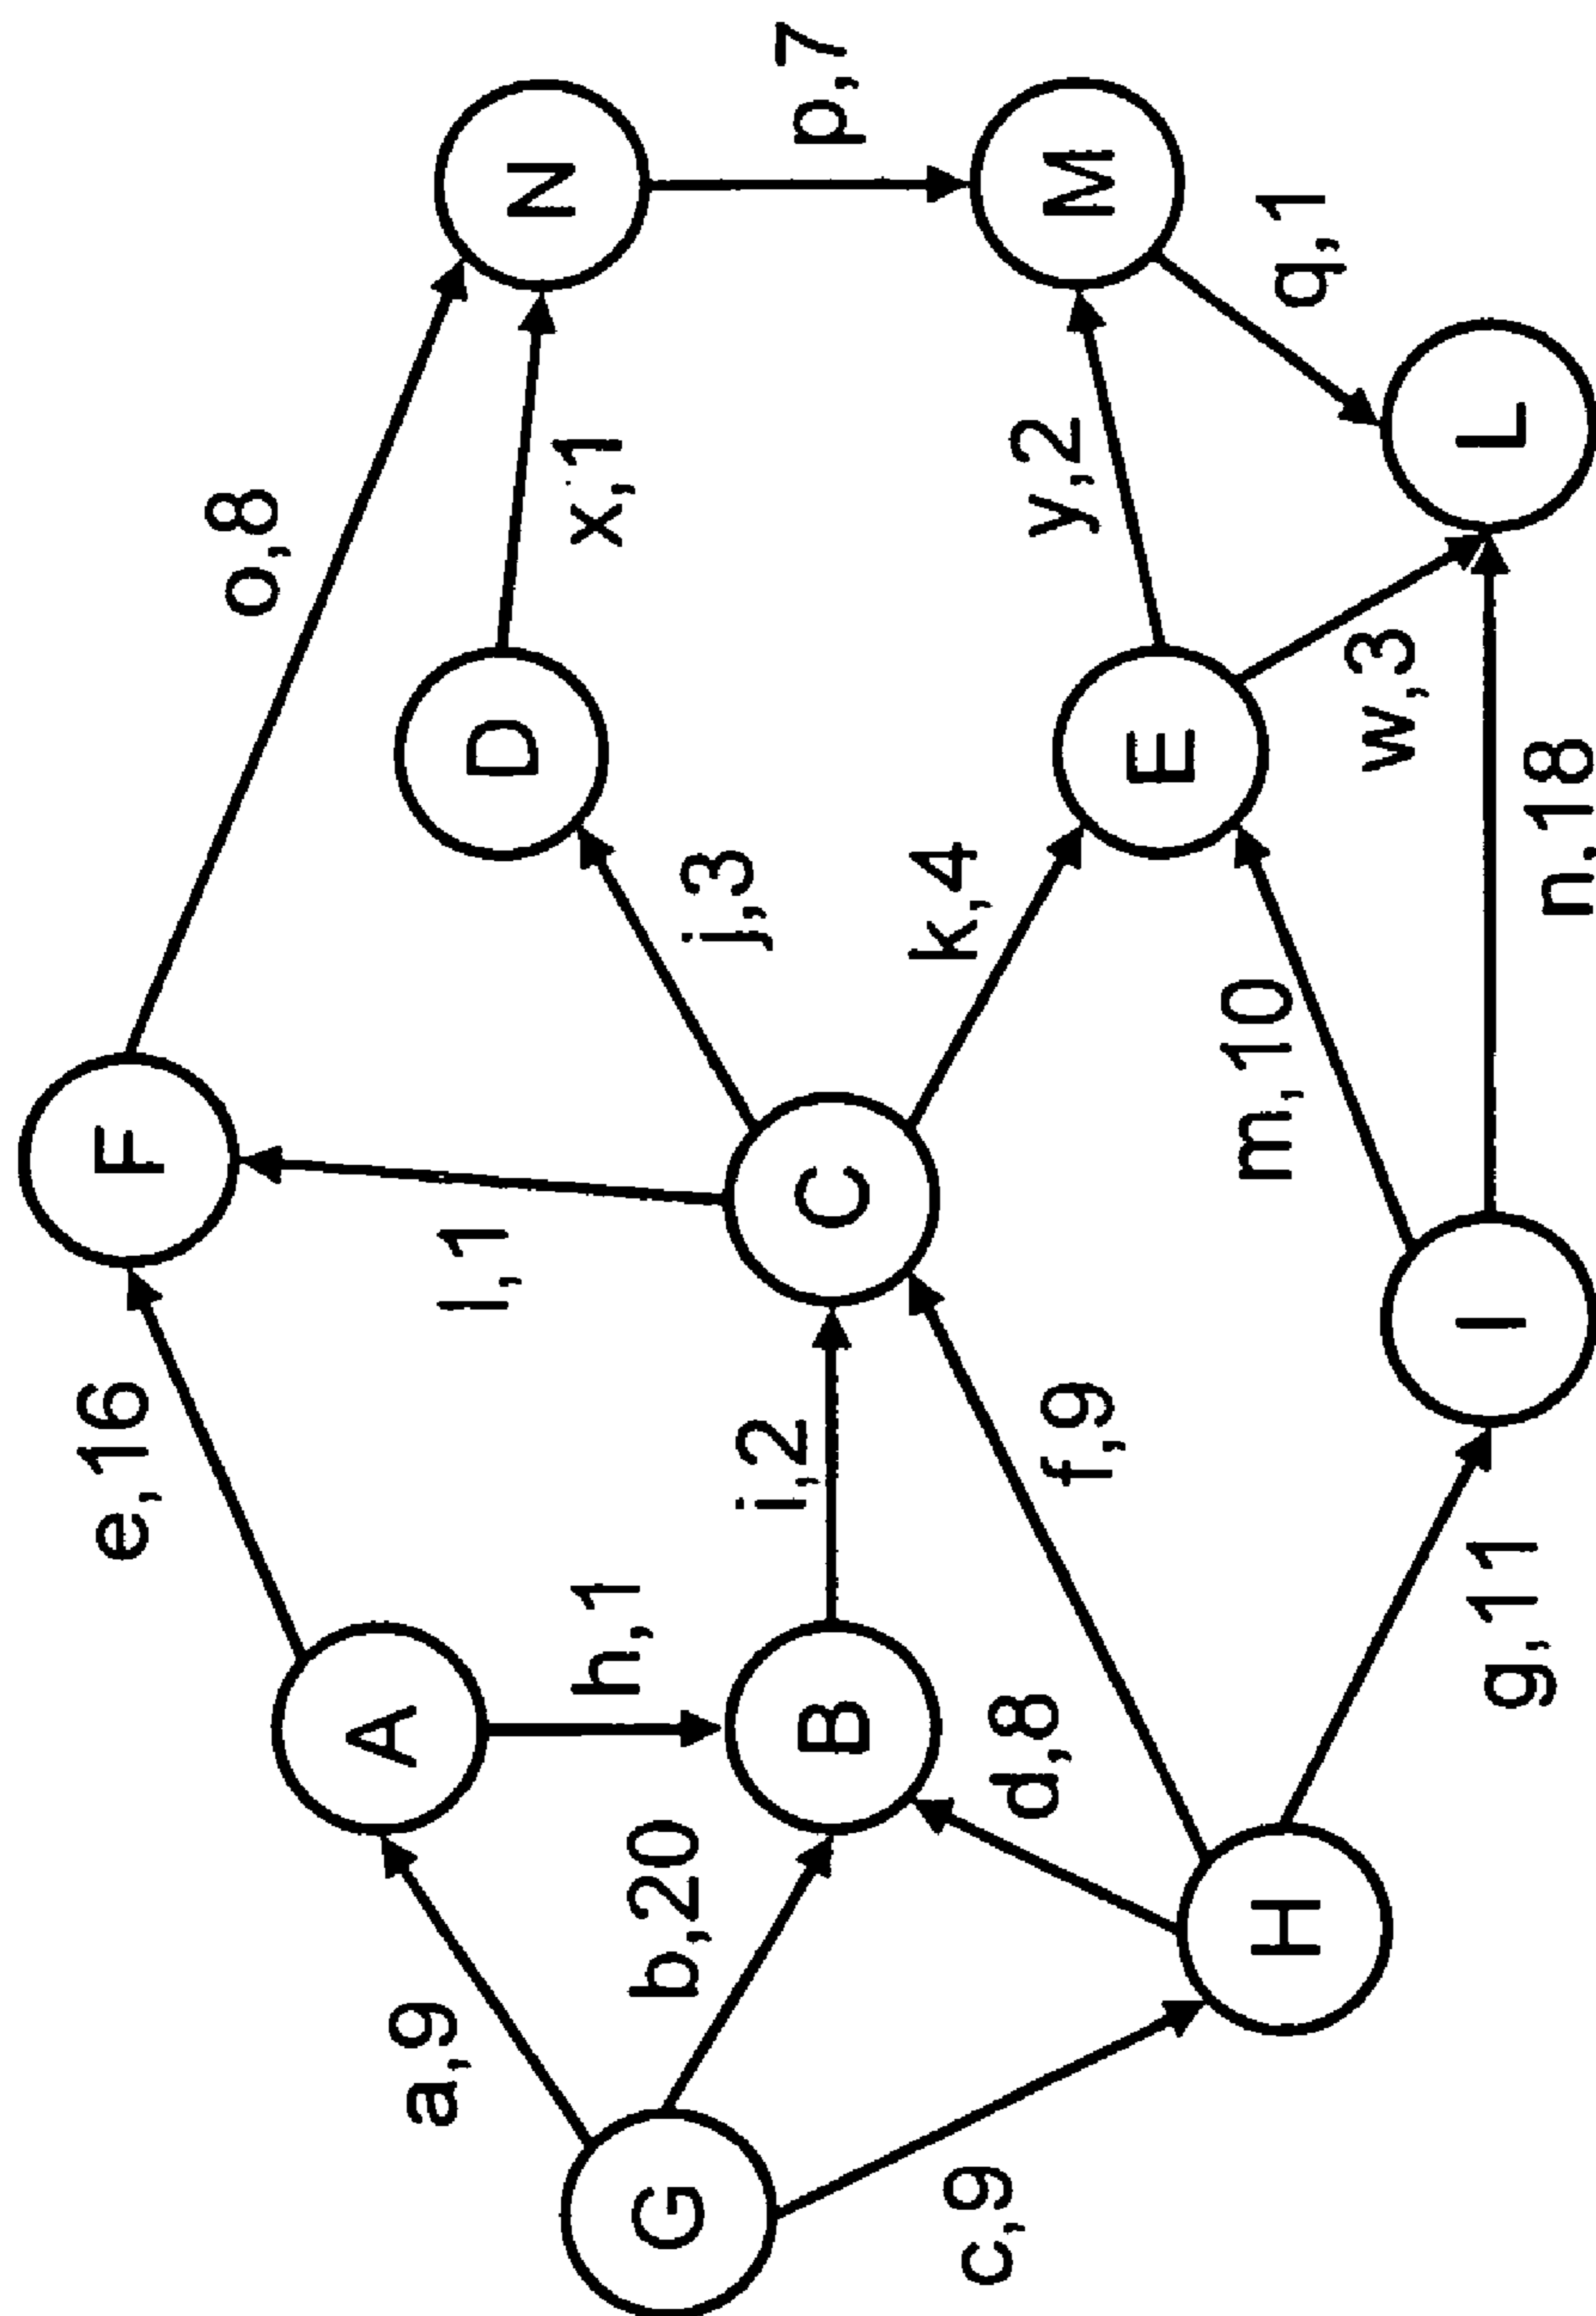 G
a,9
b,20
c,9
A
h,1
B
d,8
H
e,16
i,2
f,9
g,11
F
l,1
C
I
j,3
k,4
m,10
n,18
D
E
o,8
x,1
y,2
w,3
N
p,7
M
q,1
L